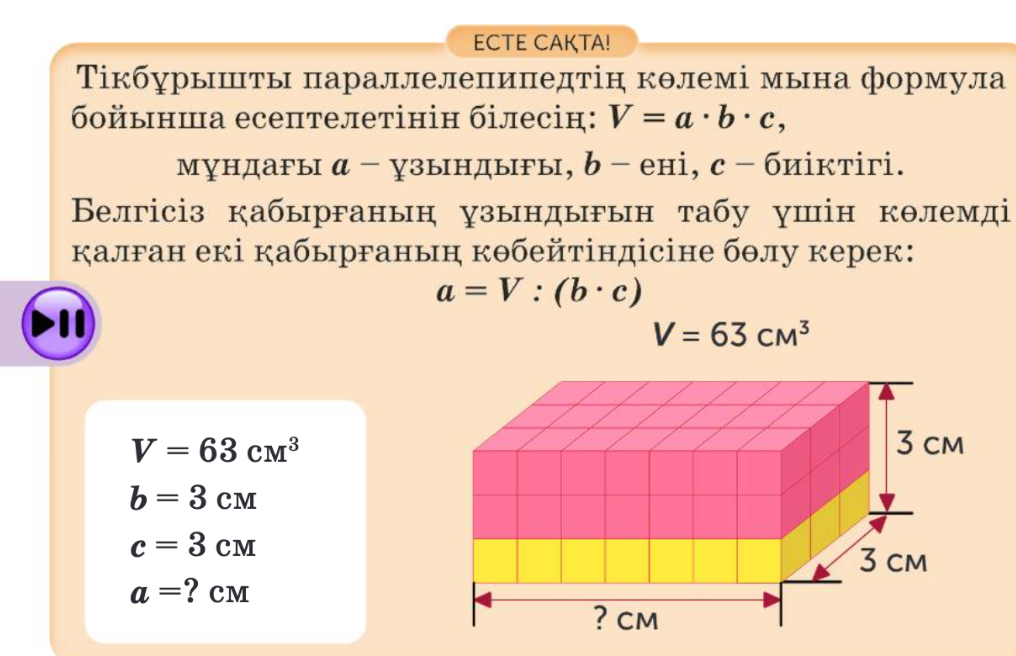 ЕСТЕ САҚТА!
Тікбұрышты параллелепипедтің көлемі мына формула
бойынша есептелетінін білесің: V = a · b · c,
мұндағы a – ұзындығы, b – ені, c – биіктігі.
Белгісіз қабырғаның ұзындығын табу үшін көлемді
қалған екі қабырғаның көбейтіндісіне бөлу керек:
a = V : (b · c)
V = 63 см³
V = 63 см³
b = 3 см
c = 3 см
a =? см
3 см
3 см
? см